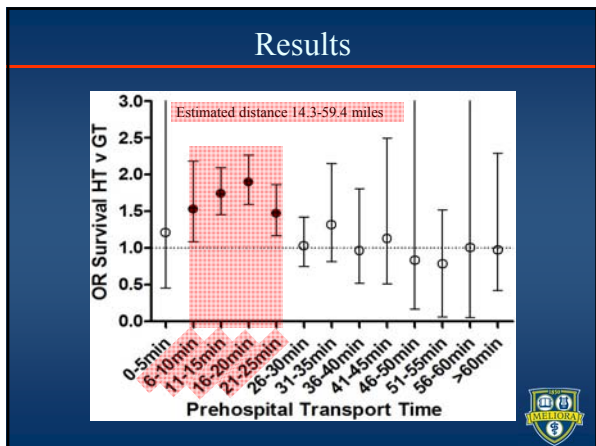 Results
Estimated distance 14.3-59.4 miles
OR Survival HT v GT
3.0
2.5
2.0
1.5
1.0
0.5
0.0
0-5min
6-10min
11-15min
16-20min
21-25min
26-30min
31-35min
36-40min
41-45min
46-50min
51-55min
56-60min
>60min
Prehospital Transport Time
1850
MELIORA